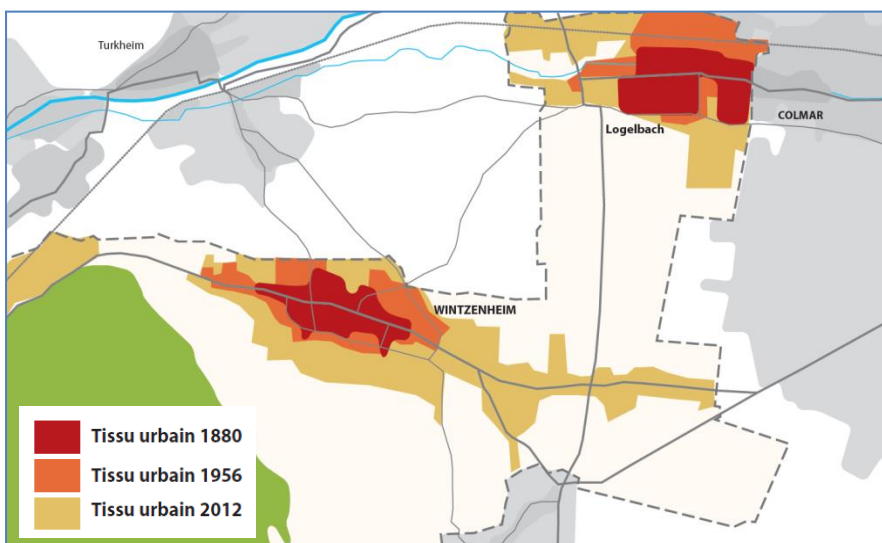 Turkheim
COLMAR
Logelbach
WINTZENHEIM
Tissu urbain 1880
Tissu urbain 1956
Tissu urbain 2012